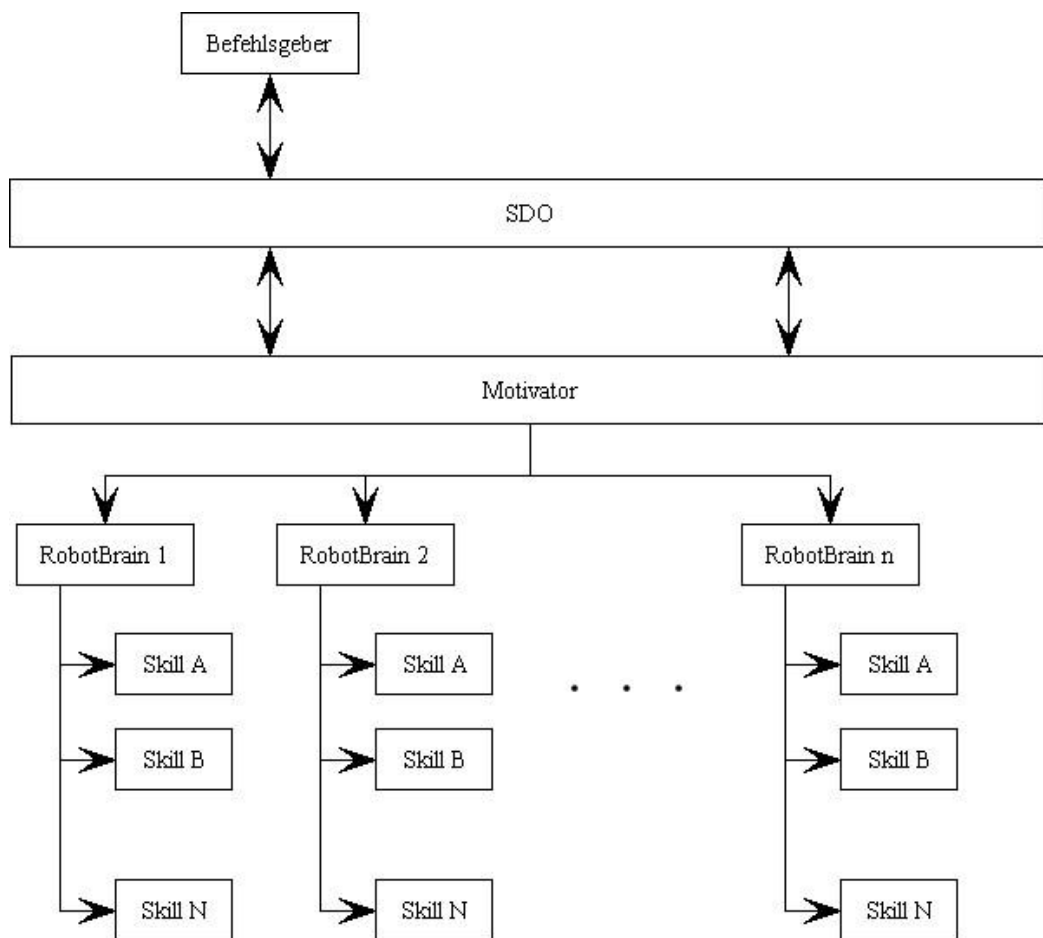 Befehlsgeber
SDO
Motivator
RobotBrain 1
RobotBrain 2
RobotBrain n
Skill A
Skill A
Skill A
. . .
Skill B
Skill B
Skill B
Skill N
Skill N
Skill N